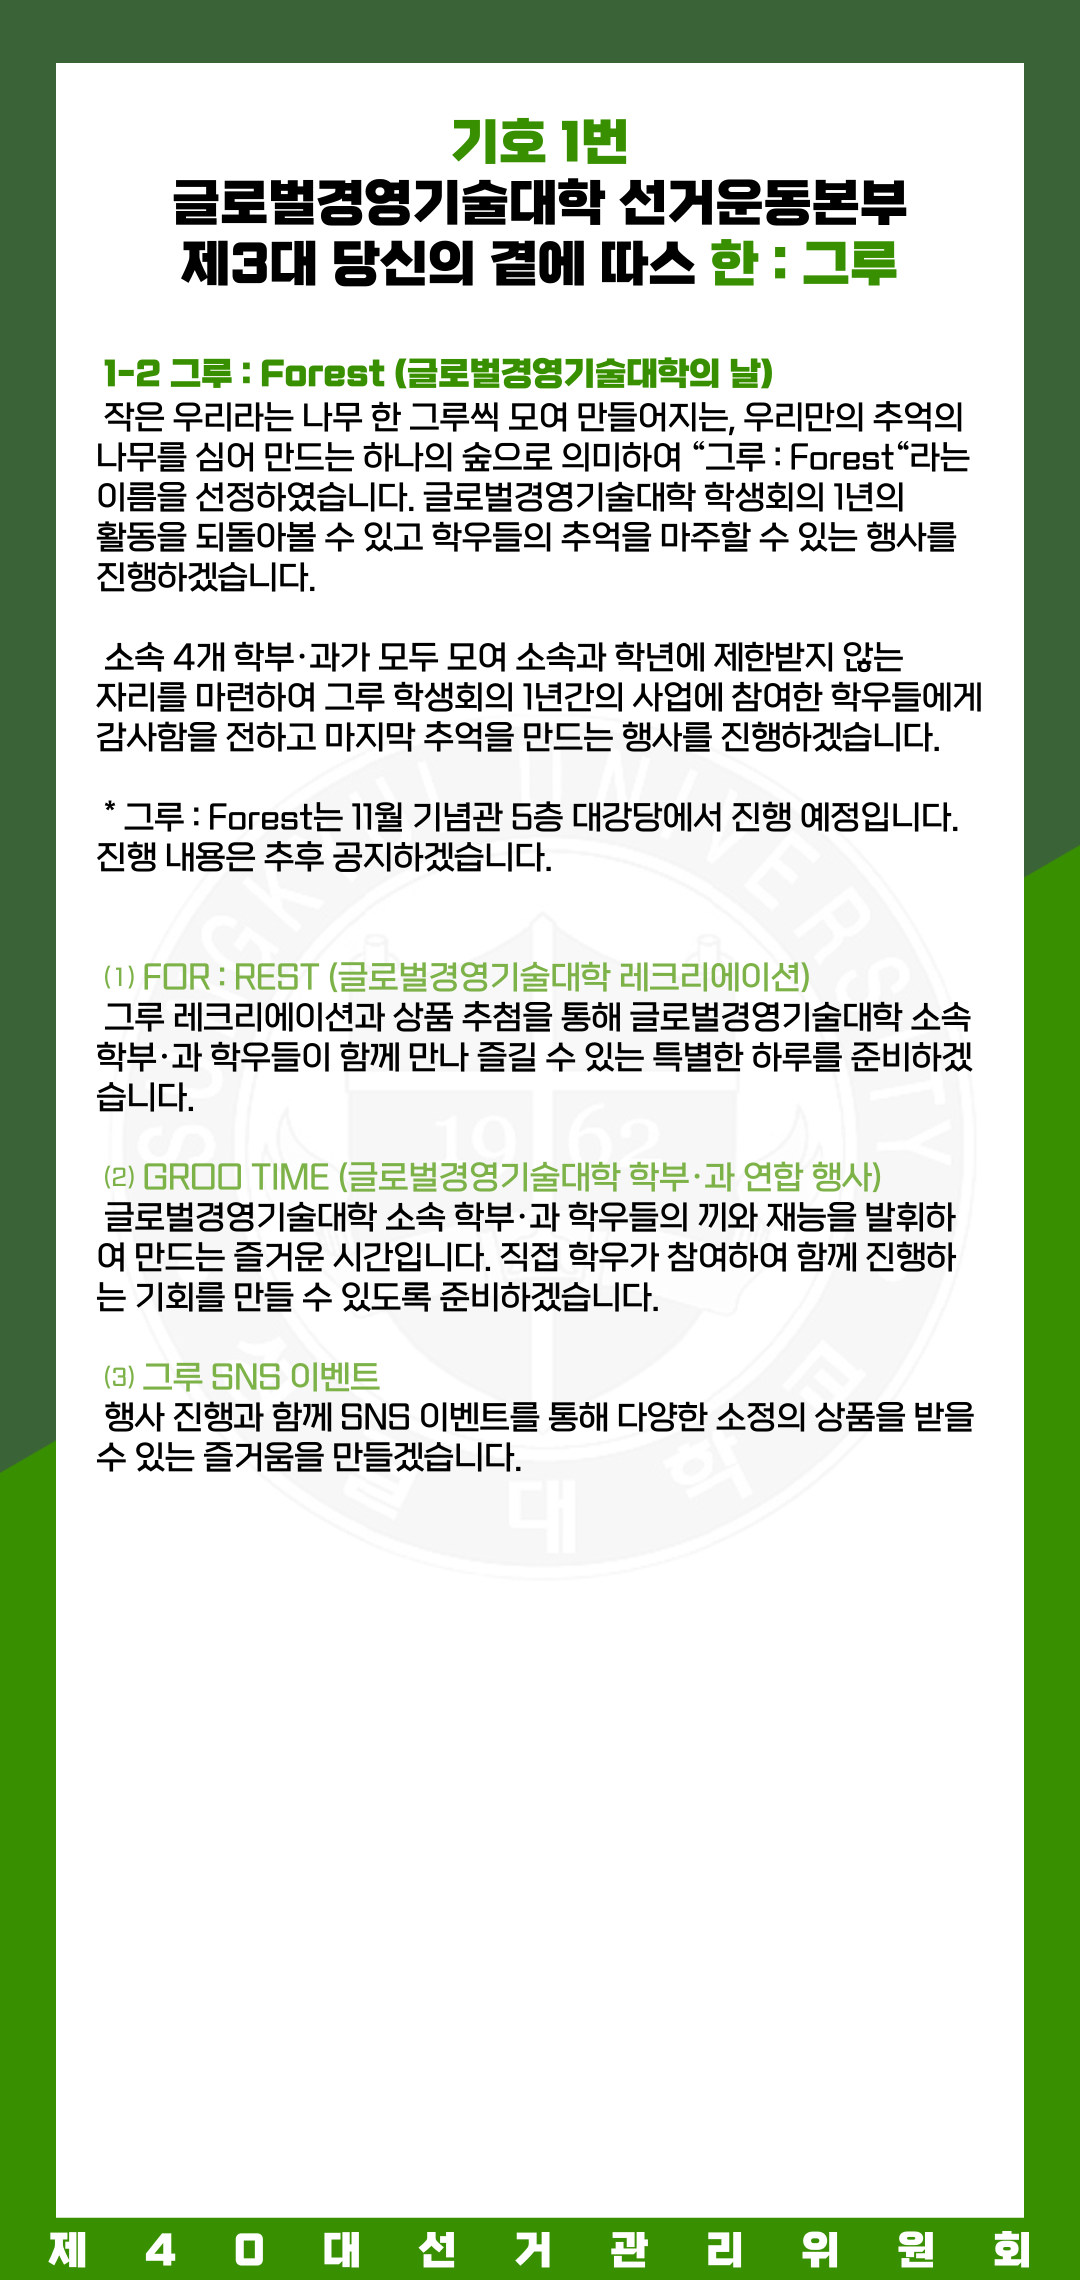 기호 1번
글로벌경영기술대학 선거운동본부
제3대 당신의 곁에 따스 한 : 그루
1-2 그루 : Forest (글로벌경영기술대학의 날)
작은 우리라는 나무 한 그루씩 모여 만들어지는, 우리만의 추억의
나무를 심어 만드는 하나의 숲으로 의미하여 “그루 : Forest“라는
이름을 선정하였습니다. 글로벌경영기술대학 학생회의 1년의
활동을 되돌아볼 수 있고 학우들의 추억을 마주할 수 있는 행사를
진행하겠습니다.
소속 4개 학부·과가 모두 모여 소속과 학년에 제한받지 않는
자리를 마련하여 그루 학생회의 1년간의 사업에 참여한 학우들에게
감사함을 전하고 마지막 추억을 만드는 행사를 진행하겠습니다.
* 그루 : Forest는 11월 기념관 5층 대강당에서 진행 예정입니다.
진행 내용은 추후 공지하겠습니다.
(1) FOR : REST (글로벌경영기술대학 레크리에이션)
그루 레크리에이션과 상품 추첨을 통해 글로벌경영기술대학 소속
학부·과 학우들이 함께 만나 즐길 수 있는 특별한 하루를 준비하겠
습니다.
(2) GROO TIME (글로벌경영기술대학 학부·과 연합 행사)
글로벌경영기술대학 소속 학부·과 학우들의 끼와 재능을 발휘하
여 만드는 즐거운 시간입니다. 직접 학우가 참여하여 함께 진행하
는 기회를 만들 수 있도록 준비하겠습니다.
(3) 그루 SNS 이벤트
행사 진행과 함께 SNS 이벤트를 통해 다양한 소정의 상품을 받을
수 있는 즐거움을 만들겠습니다.
SUNGKYUL UNIVERSITY
1962
성결대학교
제40대선거관리위원회